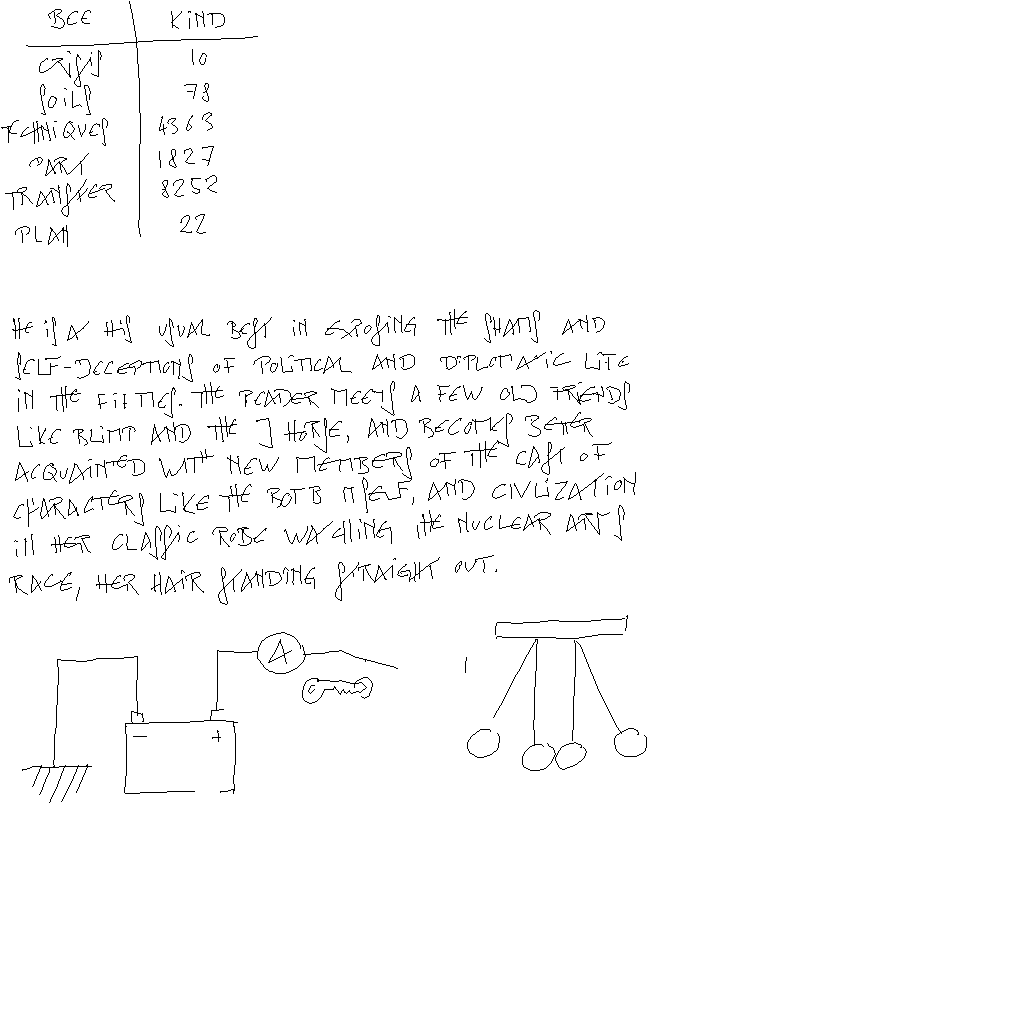 BCE KIND
CRISIS 10
SOILS 78
TECHNIQUES 4363
PART 1827
TRANSFER 8252
PLAN 22
HE IS A HIS USUAL BEST IN EXPOSING THE SHAMS AND
SELF-DECEPTIONS OF POLITICAL AND DIPLOMATIC LIFE
IN THE FIFTIES. THE READER MEETS A FEW OLD FRIENDS
LIKE BLIMP AND THE HORSE, AND BECOMES BETTER
ACQUAINTED WITH NEW MEMBERS OF THE CAST OF
CHARACTERS LIKE THE BOMB ITSELF, AND CIVILIZATION
IN HER CLASSIC ROBE WATCHING THE NUCLEAR ARMS
RACE, HER HAIR STANDING STRAIGHT OUT.
A
- +